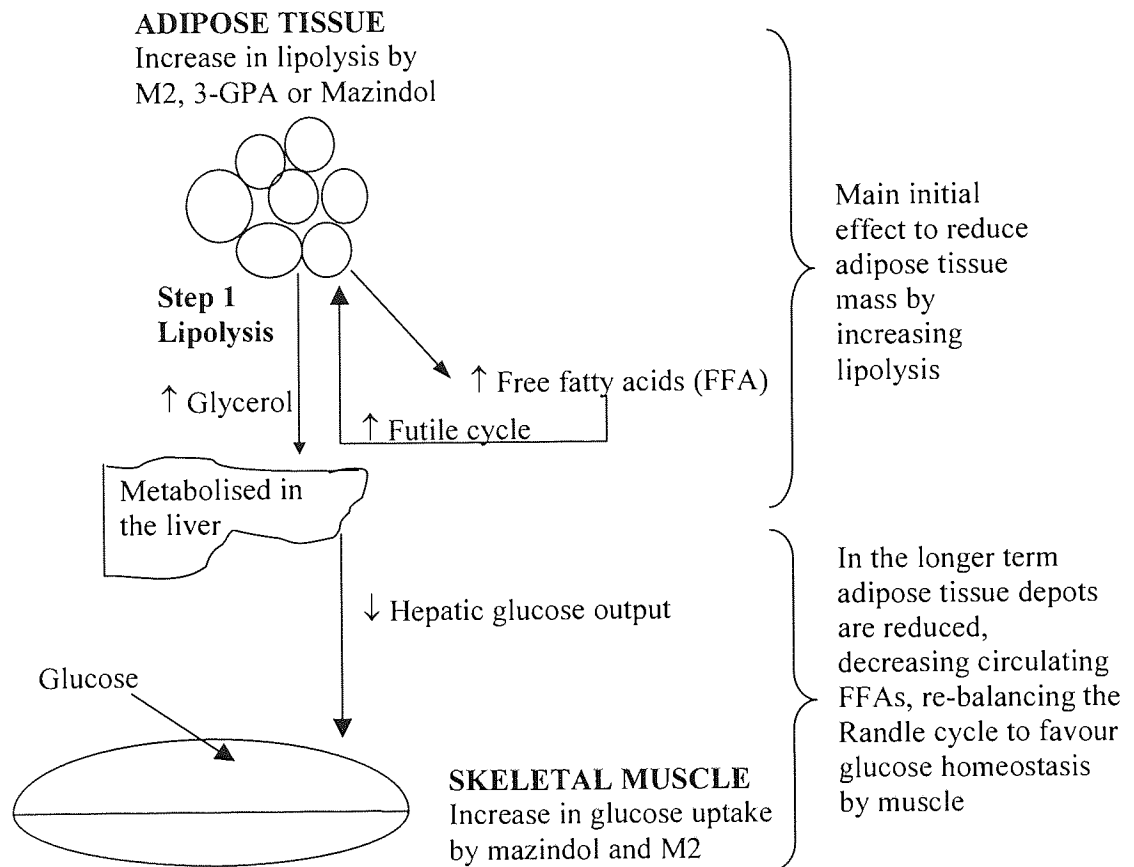 ADIPOSE TISSUE
Increase in lipolysis by
M2, 3-GPA or Mazindol
Step 1
Lipolysis
↑ Glycerol
↑ Free fatty acids (FFA)
↑ Futile cycle
Main initial
effect to reduce
adipose tissue
mass by
increasing
lipolysis
Metabolised in
the liver
↓ Hepatic glucose output
Glucose
SKELETAL MUSCLE
Increase in glucose uptake
by mazindol and M2
In the longer term
adipose tissue depots
are reduced,
decreasing circulating
FFAs, re-balancing the
Randle cycle to favour
glucose homeostasis
by muscle